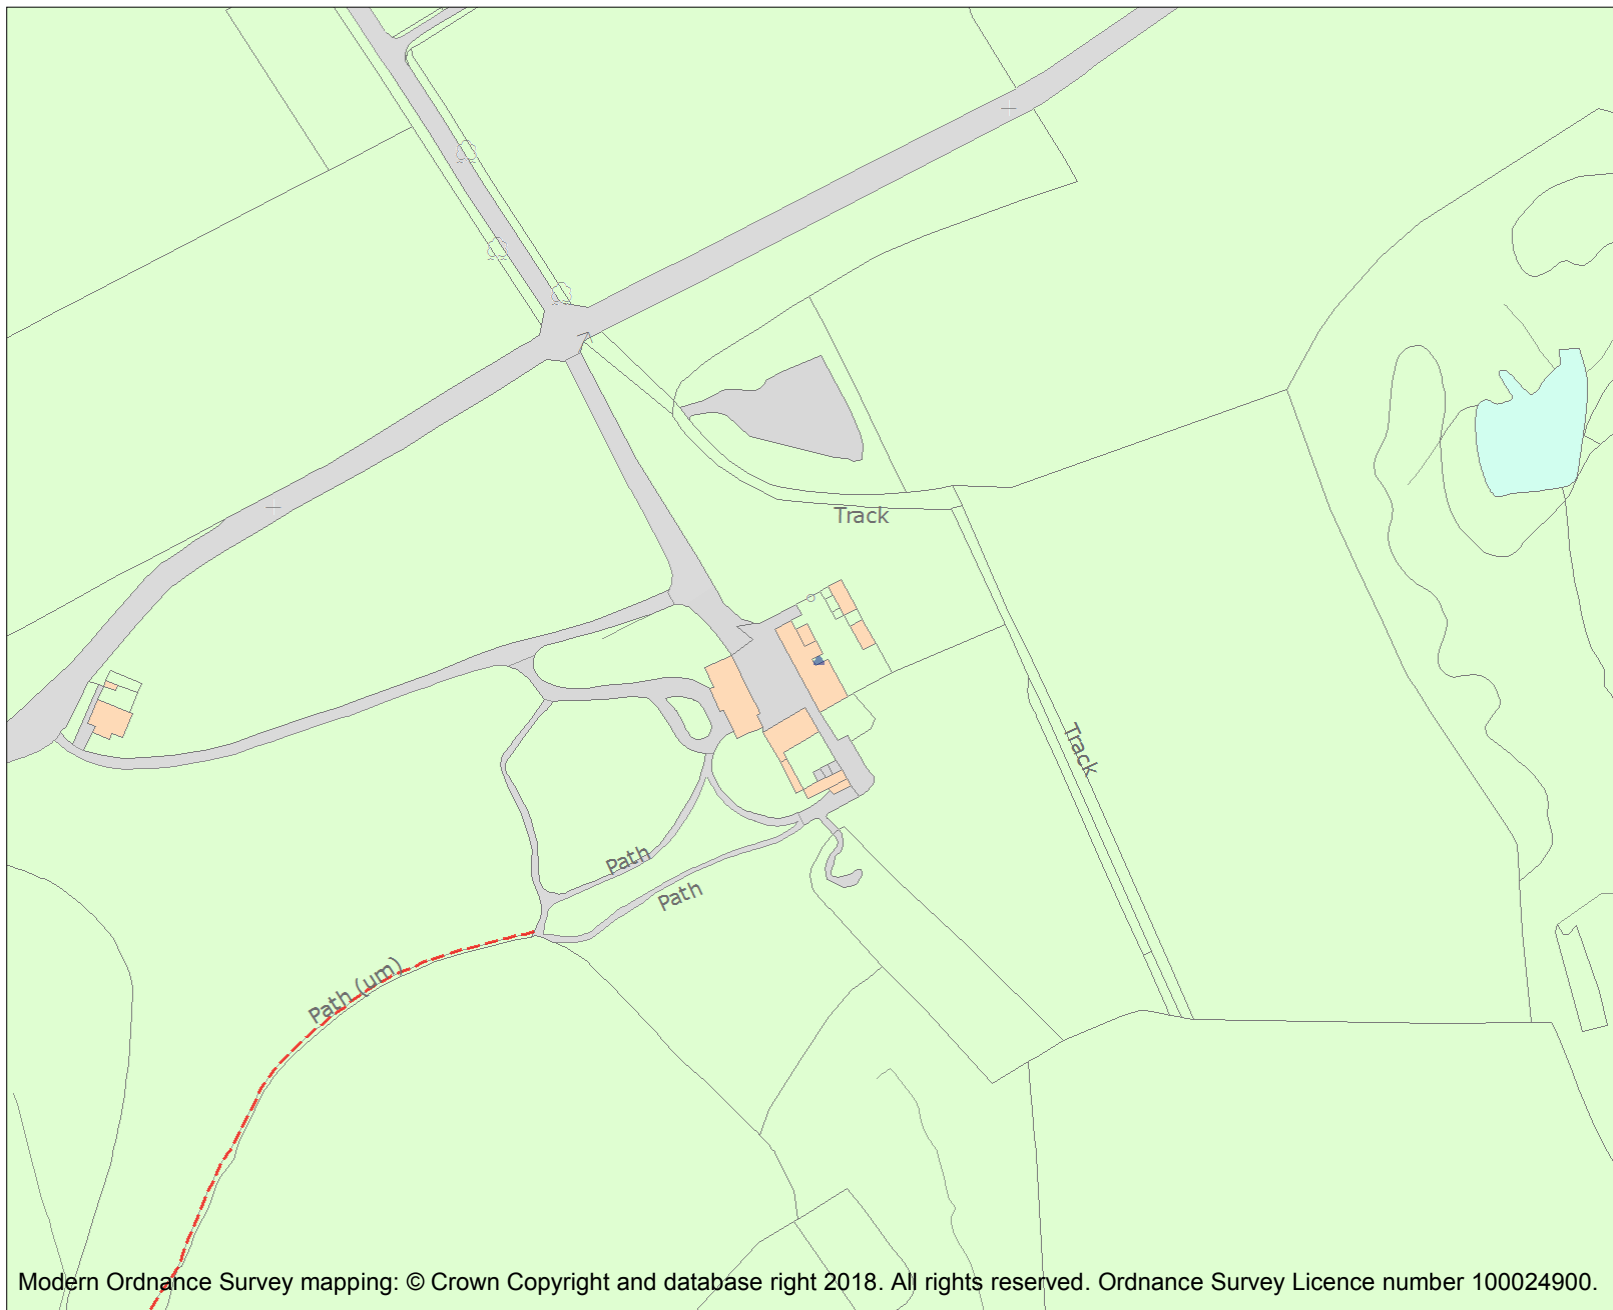 Track
Track
Path
Path
Path (um)
Modern Ordnance Survey mapping: © Crown Copyright and database right 2018. All rights reserved. Ordnance Survey Licence number 100024900.